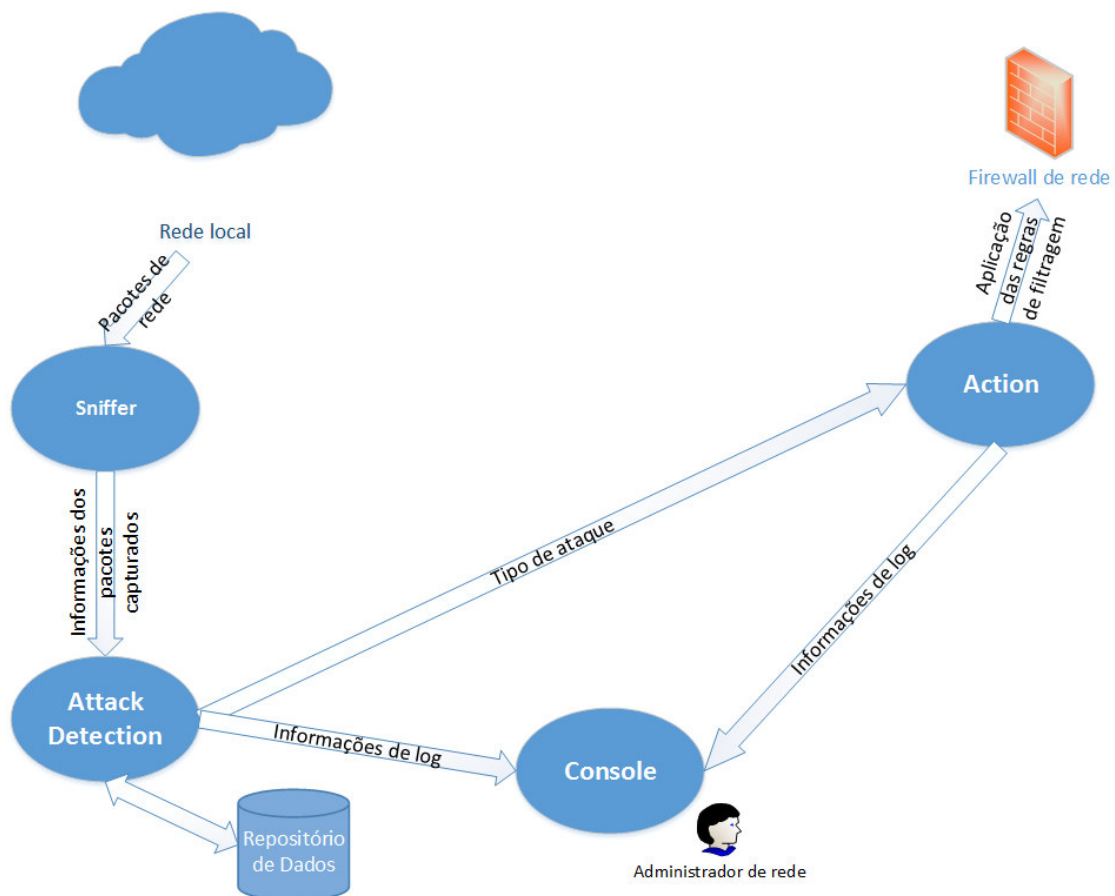 Firewall de rede
Rede local
Pacotes de
rede
Aplicação
das regras
de filtragem
Sniffer
Action
Informações dos
pacotes
capturados
Tipo de ataque
Informações de log
Attack
Detection
Informações de log
Console
Repositório
de Dados
Administrador de rede